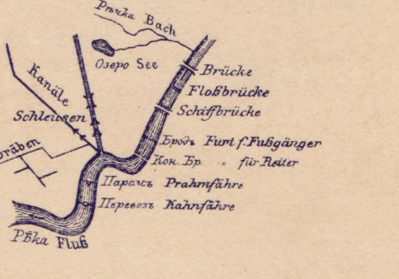 Рѣчка Bach
Озеро See
Kanäle
Brücke
Floßbrücke
Schleusen
Schiffbrücke
Бродъ Furt f. Fußgänger
Кон. Бр. „ für Reiter
räben
Паромъ Prahmfähre
Перевозъ Kahnfähre
Рѣка Fluß